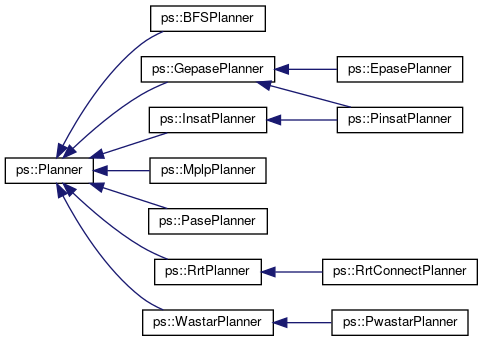 ps::BFSPlanner
ps::GepasePlanner
ps::EpasePlanner
ps::InsatPlanner
ps::PinsatPlanner
ps::Planner
ps::MplpPlanner
ps::PasePlanner
ps::RrtPlanner
ps::RrtConnectPlanner
ps::WastarPlanner
ps::PwastarPlanner